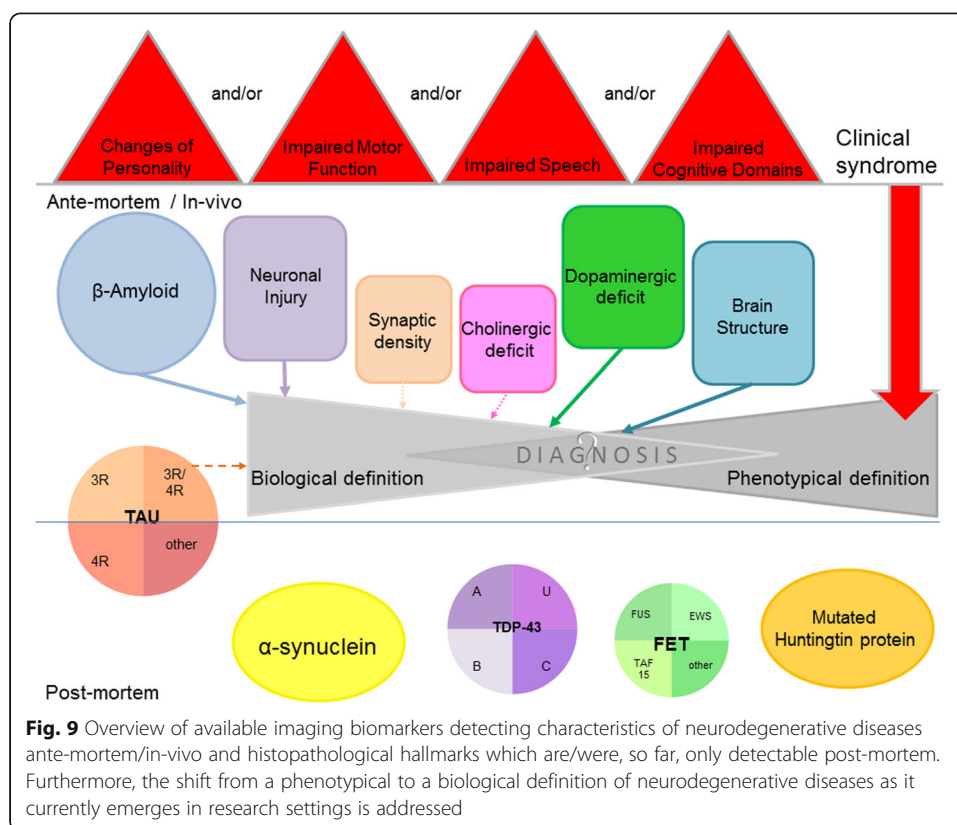 and/or
and/or
and/or
Changes of
Personality
Impaired Motor
Function
Impaired Speech
Impaired
Cognitive Domains
Clinical
syndrome
Ante-mortem / In-vivo
β-Amyloid
Neuronal
Injury
Synaptic
density
Cholinergic
deficit
Dopaminergic
deficit
Brain
Structure
?
DIAGNOSIS
Biological definition
Phenotypical definition
3R
3R/
4R
TAU
4R
other
α-synuclein
A
U
TDP-43
B
C
FUS
EWS
FET
TAF
15
other
Mutated
Huntingtin protein
Post-mortem
Fig. 9 Overview of available imaging biomarkers detecting characteristics of neurodegenerative diseases
ante-mortem/in-vivo and histopathological hallmarks which are/were, so far, only detectable post-mortem.
Furthermore, the shift from a phenotypical to a biological definition of neurodegenerative diseases as it
currently emerges in research settings is addressed